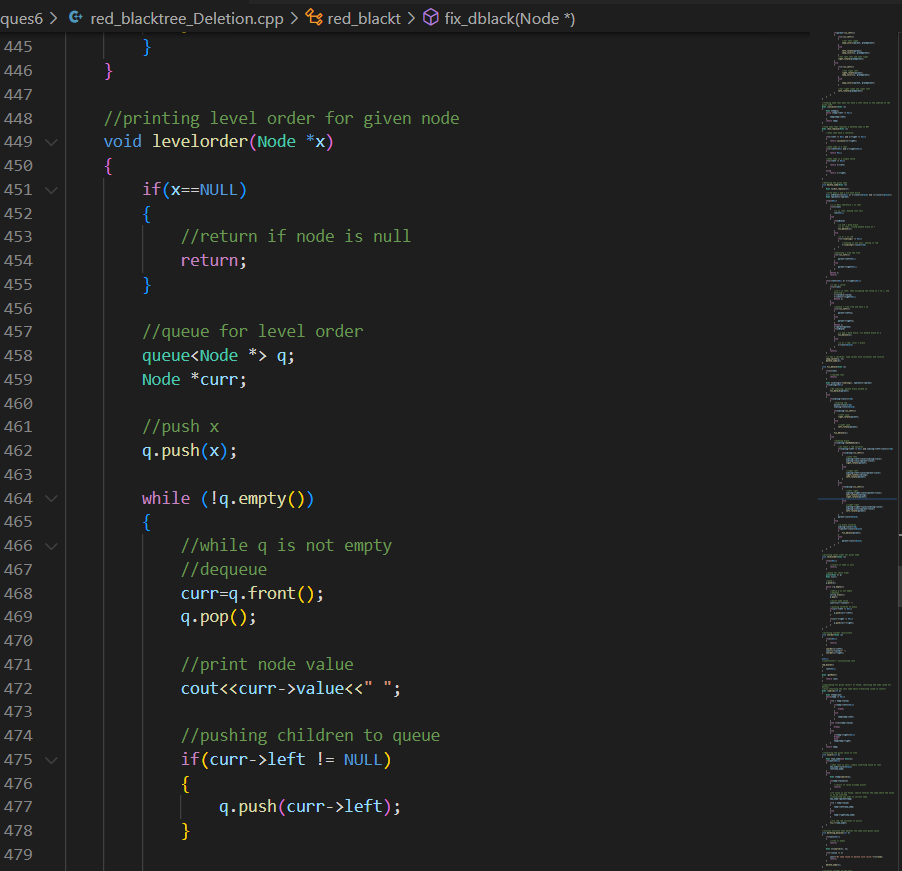 ques6 > red_blacktree_Deletion.cpp > red_blackt > fix_dblack(Node *)
445 }
446 }
447
448 //printing level order for given node
449 void levelorder(Node *x)
450 {
451 if(x==NULL)
452 {
453 //return if node is null
454 return;
455 }
456
457 //queue for level order
458 queue<Node *> q;
459 Node *curr;
460
461 //push x
462 q.push(x);
463
464 while (!q.empty())
465 {
466 //while q is not empty
467 //dequeue
468 curr=q.front();
469 q.pop();
470
471 //print node value
472 cout<<curr->value<<" ";
473
474 //pushing children to queue
475 if(curr->left != NULL)
476 {
477 q.push(curr->left);
478 }
479